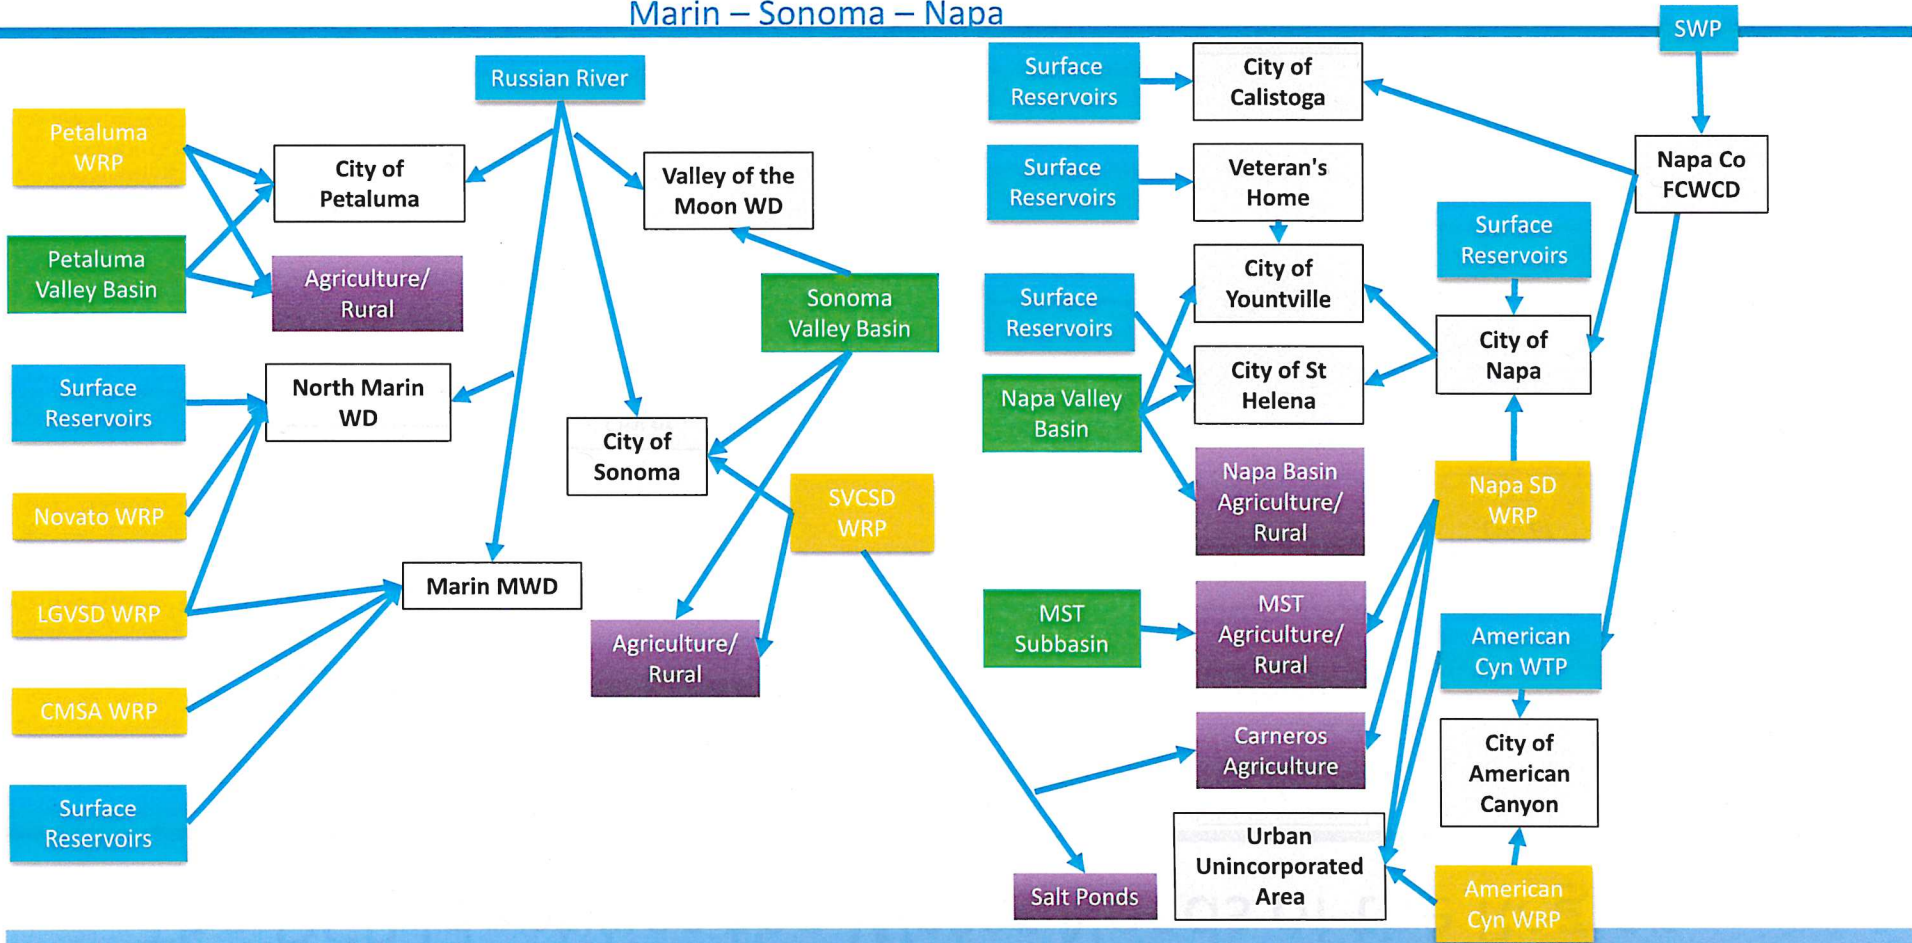 Marin – Sonoma – Napa
SWP
Russian River
Surface
Reservoirs
City of
Calistoga
Petaluma
WRP
City of
Petaluma
Valley of the
Moon WD
Surface
Reservoirs
Veteran's
Home
Napa Co
FCWCD
Petaluma
Valley Basin
Agriculture/
Rural
Sonoma
Valley Basin
Surface
Reservoirs
City of
Yountville
Surface
Reservoirs
Surface
Reservoirs
North Marin
WD
City of
Sonoma
Napa Valley
Basin
City of St
Helena
City of
Napa
Novato WRP
SVCSD
WRP
Napa Basin
Agriculture/
Rural
Napa SD
WRP
LGVSD WRP
Marin MWD
Agriculture/
Rural
MST
Subbasin
MST
Agriculture/
Rural
American
Cyn WTP
CMSA WRP
Carneros
Agriculture
City of
American
Canyon
Surface
Reservoirs
Salt Ponds
Urban
Unincorporated
Area
American
Cyn WRP